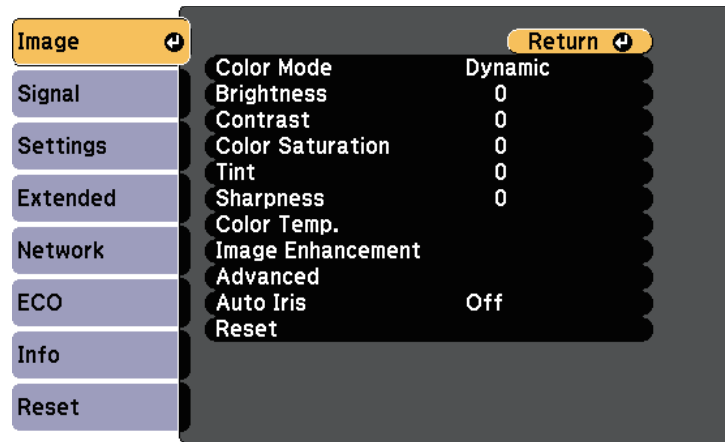 Image
Signal
Settings
Extended
Network
ECO
Info
Reset
Return
Color Mode Dynamic
Brightness 0
Contrast 0
Color Saturation 0
Tint 0
Sharpness 0
Color Temp.
Image Enhancement
Advanced
Auto Iris Off
Reset